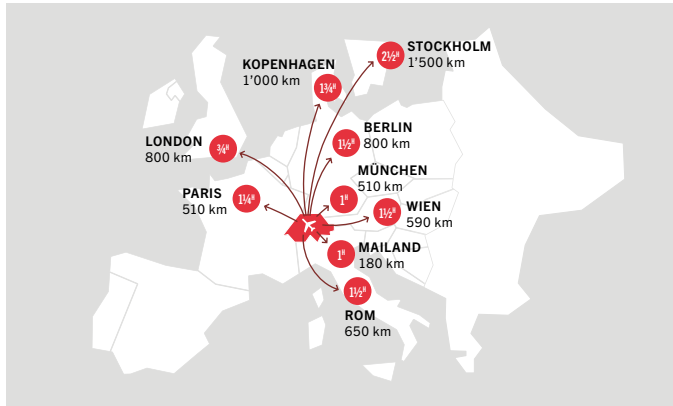 STOCKHOLM
2½H
1'500 km
KOPENHAGEN
1'000 km
1¾H
BERLIN
1½H
800 km
LONDON
800 km
¾H
MÜNCHEN
510 km
1H
PARIS
510 km
1¼H
WIEN
1½H
590 km
MAILAND
1H
180 km
1½H
ROM
650 km